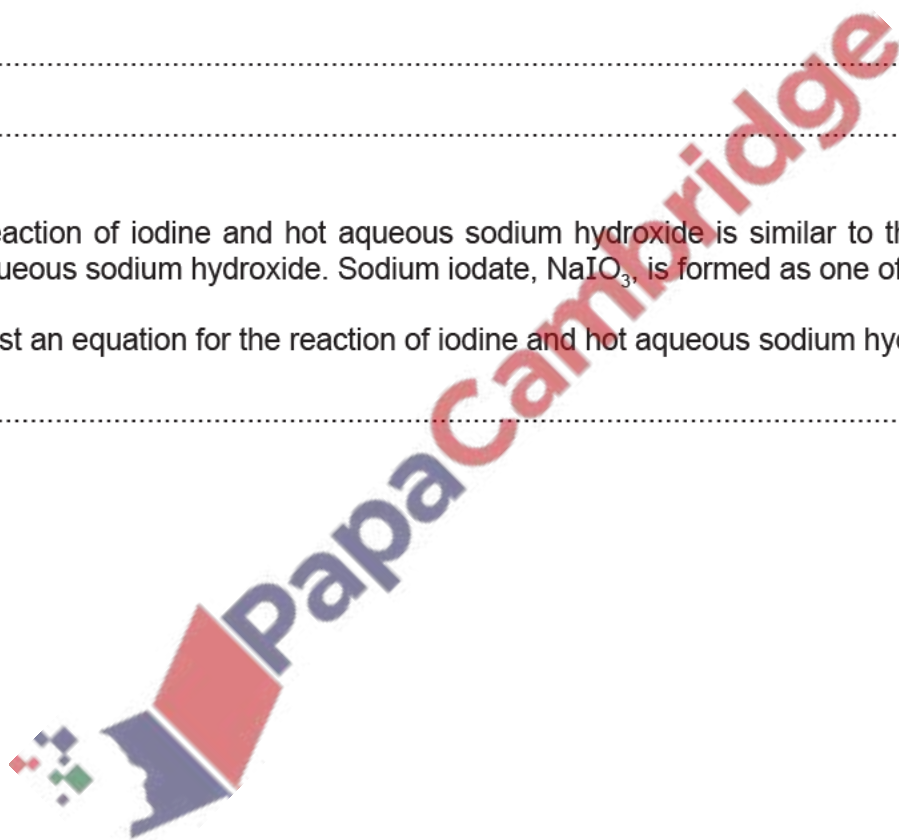 eaction of iodine and hot aqueous sodium hydroxide is similar to th
ueous sodium hydroxide. Sodium iodate, NaIO₃, is formed as one of
st an equation for the reaction of iodine and hot aqueous sodium hyd
PapaCambridge